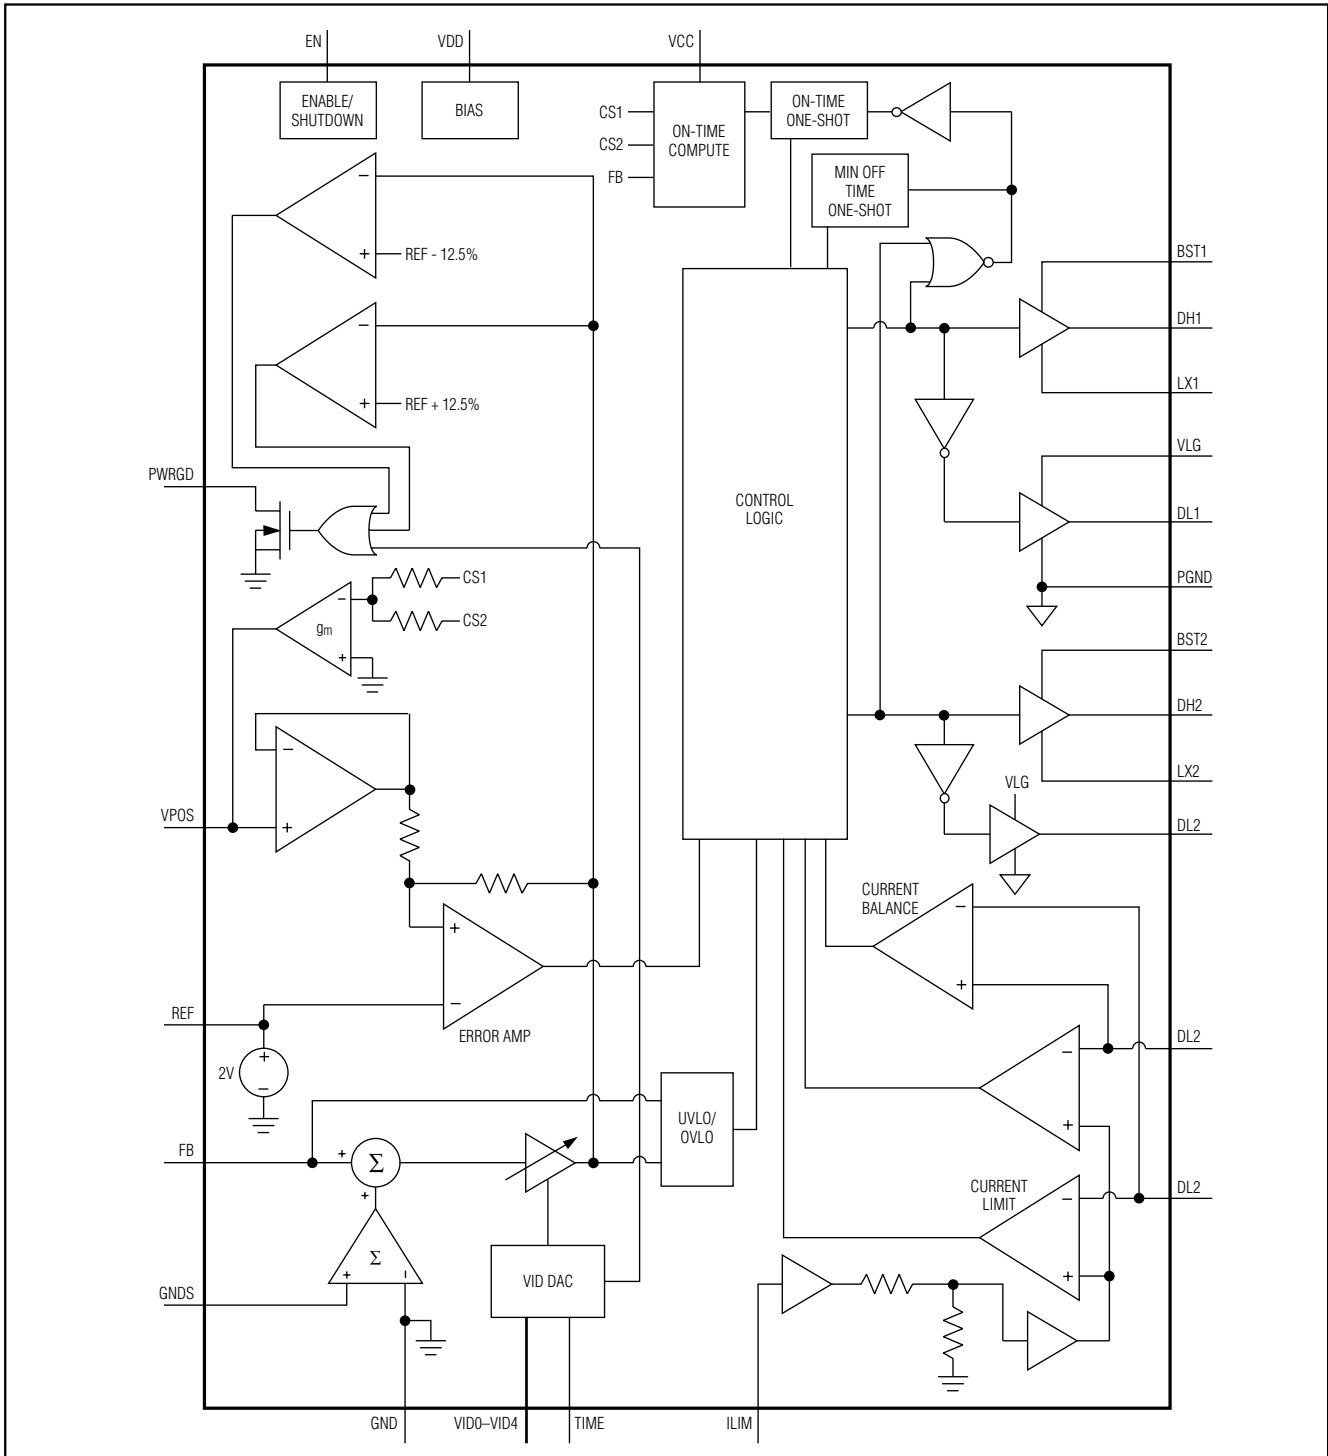 EN
VDD
VCC
ENABLE/
SHUTDOWN
BIAS
CS1
CS2
FB
ON-TIME
COMPUTE
ON-TIME
ONE-SHOT
MIN OFF
TIME
ONE-SHOT
−
+
REF - 12.5%
−
+
REF + 12.5%
PWRGD
CONTROL
LOGIC
BST1
DH1
LX1
VLG
DL1
PGND
CS1
CS2
−
gm
+
BST2
DH2
LX2
VLG
DL2
VPOS
−
+
CURRENT
BALANCE
−
+
+
−
ERROR AMP
REF
2V
+
−
DL2
−
+
UVLO/
OVLO
FB
+
Σ
+
CURRENT
LIMIT
−
+
DL2
Σ
+
−
GNDS
VID DAC
GND
VID0–VID4
TIME
ILIM